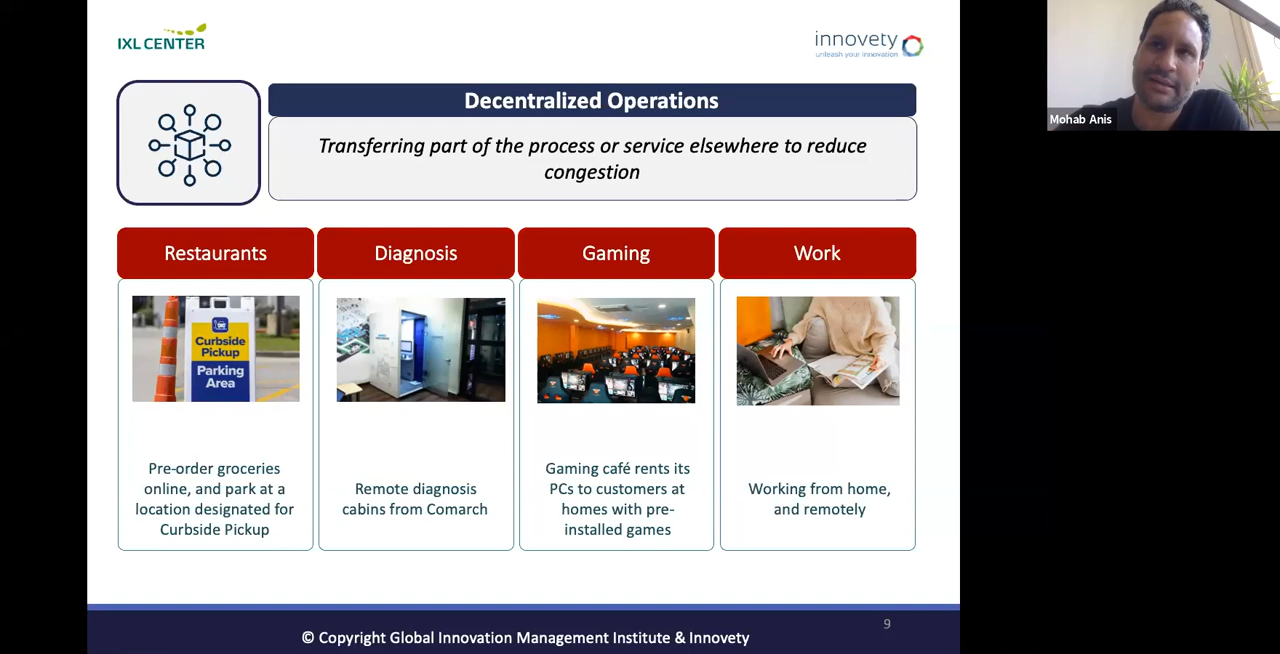 IXL CENTER
innovety
unleash your innovation
Mohab Anis
Decentralized Operations
Transferring part of the process or service elsewhere to reduce
congestion
Restaurants
Diagnosis
Gaming
Work
Curbside
Pickup
Parking
Area
Pre-order groceries
online, and park at a
location designated for
Curbside Pickup
Remote diagnosis
cabins from Comarch
Gaming café rents its
PCs to customers at
homes with pre-
installed games
Working from home,
and remotely
9
© Copyright Global Innovation Management Institute & Innovety